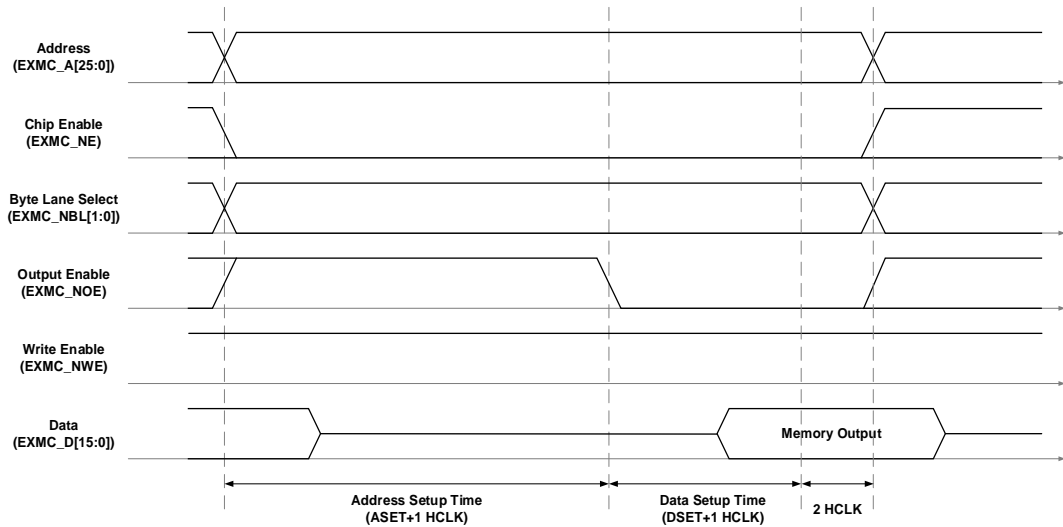 Address
(EXMC_A[25:0])
Chip Enable
(EXMC_NE)
Byte Lane Select
(EXMC_NBL[1:0])
Output Enable
(EXMC_NOE)
Write Enable
(EXMC_NWE)
Data
(EXMC_D[15:0])
Memory Output
Address Setup Time
(ASET+1 HCLK)
Data Setup Time
(DSET+1 HCLK)
2 HCLK